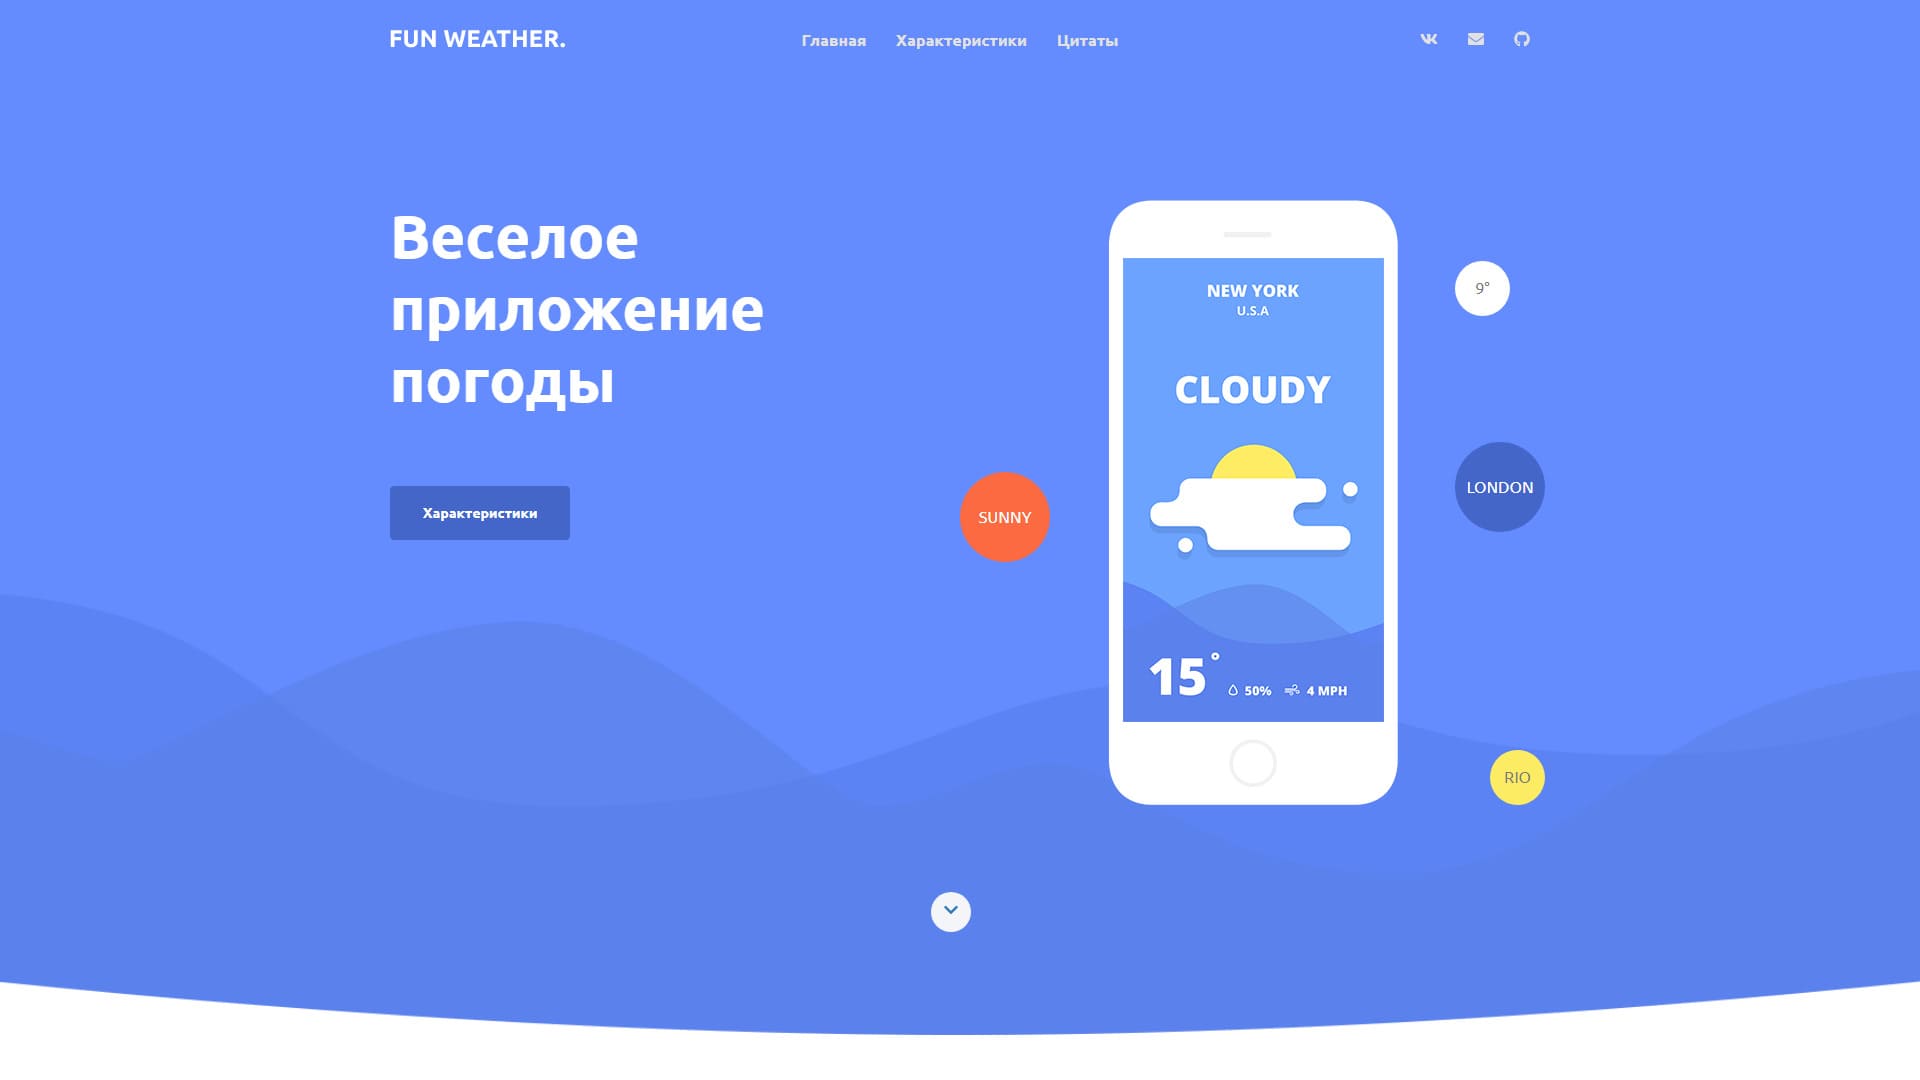 FUN WEATHER.
Главная
Характеристики
Цитаты
Веселое
приложение
погоды
Характеристики
NEW YORK
U.S.A
CLOUDY
15°
50%
4 MPH
SUNNY
9°
LONDON
RIO